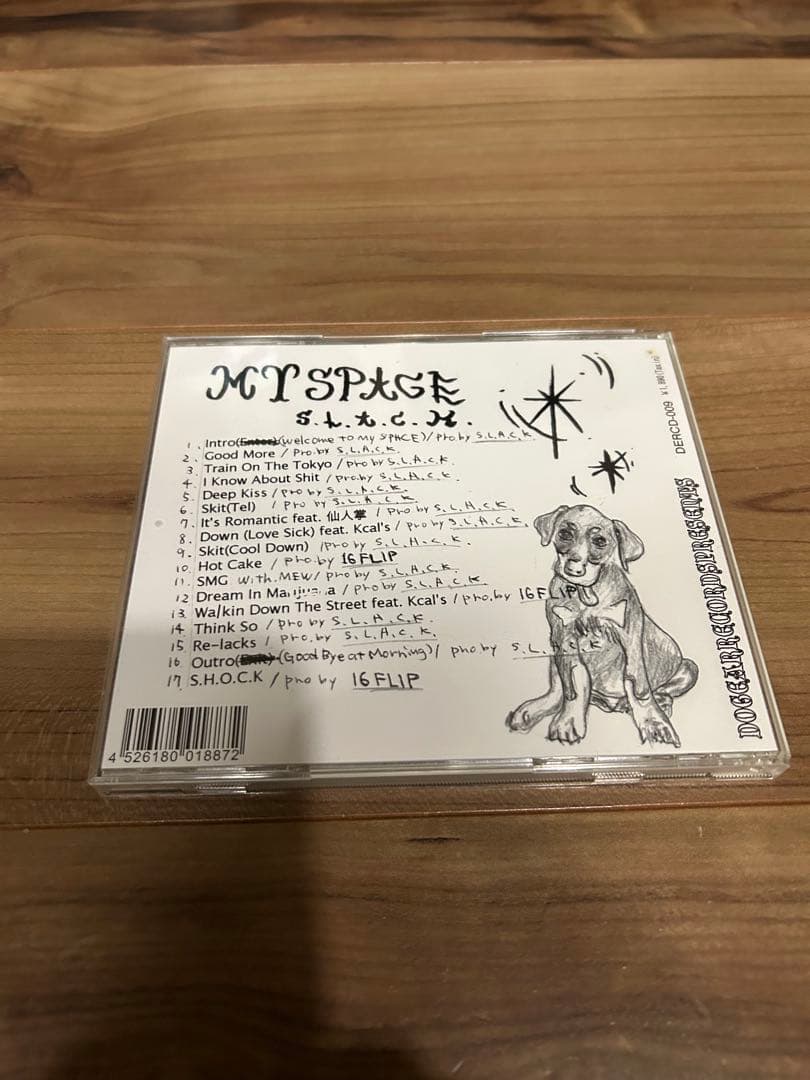 MY SPACE
S.L.A.C.K.
1. Intro(Enter)(welcome to my SPACE)/Pro.by S.L.A.C.K.
2. Good More / Pro.by S.L.A.C.K.
3. Train On The Tokyo / pro by S.L.A.C.K.
4. I Know About Shit / pro.by S.L.A.C.K.
5. Deep Kiss / pro by S.L.A.C.K.
6. Skit(Tel) / pro by S.L.A.C.K
7. It's Romantic feat. 仙人掌 / pro by S.L.A.C.K.
8. Down (Love Sick) feat. Kcal's / pro by S.L.A.C.K.
9. Skit(Cool Down) /pro by S.L.A.C.K.
10. Hot Cake / pro.by 16FLIP
11. SMG with.MEW/ pro by S.L.A.C.K.
12 Dream In Marijuana / pro by S.L.A.C.K.
13. Wa/kin Down The Street feat. Kcal's / pro.by 16FLIP
14. Think So / pro by S.L.A.C.K.
15 Re-lacks / pro.by S.L.A.C.K.
16 Outro(Exit)(Good Bye at Morning)/ pro by S.L.A.C.K
17. S.H.O.C.K / pro by 16FLIP
4 526180 018872
DOGEARRECORDSPRESENTS
DERCD-009 ¥1,890(Tax in)